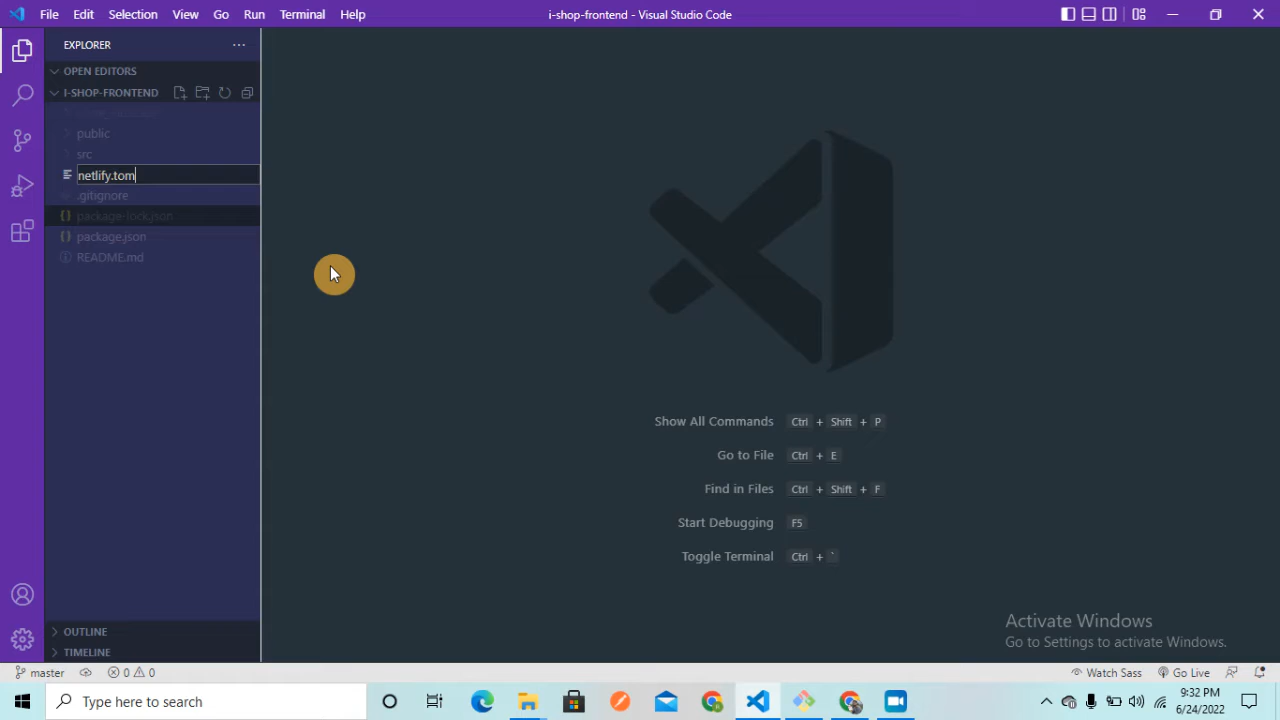 File Edit Selection View Go Run Terminal Help
i-shop-frontend - Visual Studio Code
EXPLORER
OPEN EDITORS
I-SHOP-FRONTEND
public
src
netlify.tom
.gitignore
package-lock.json
package.json
README.md
Show All Commands Ctrl + Shift + P
Go to File Ctrl + E
Find in Files Ctrl + Shift + F
Start Debugging F5
Toggle Terminal Ctrl + `
Activate Windows
Go to Settings to activate Windows.
OUTLINE
TIMELINE
master 0 0 Watch Sass Go Live
Type here to search
9:32 PM
6/24/2022